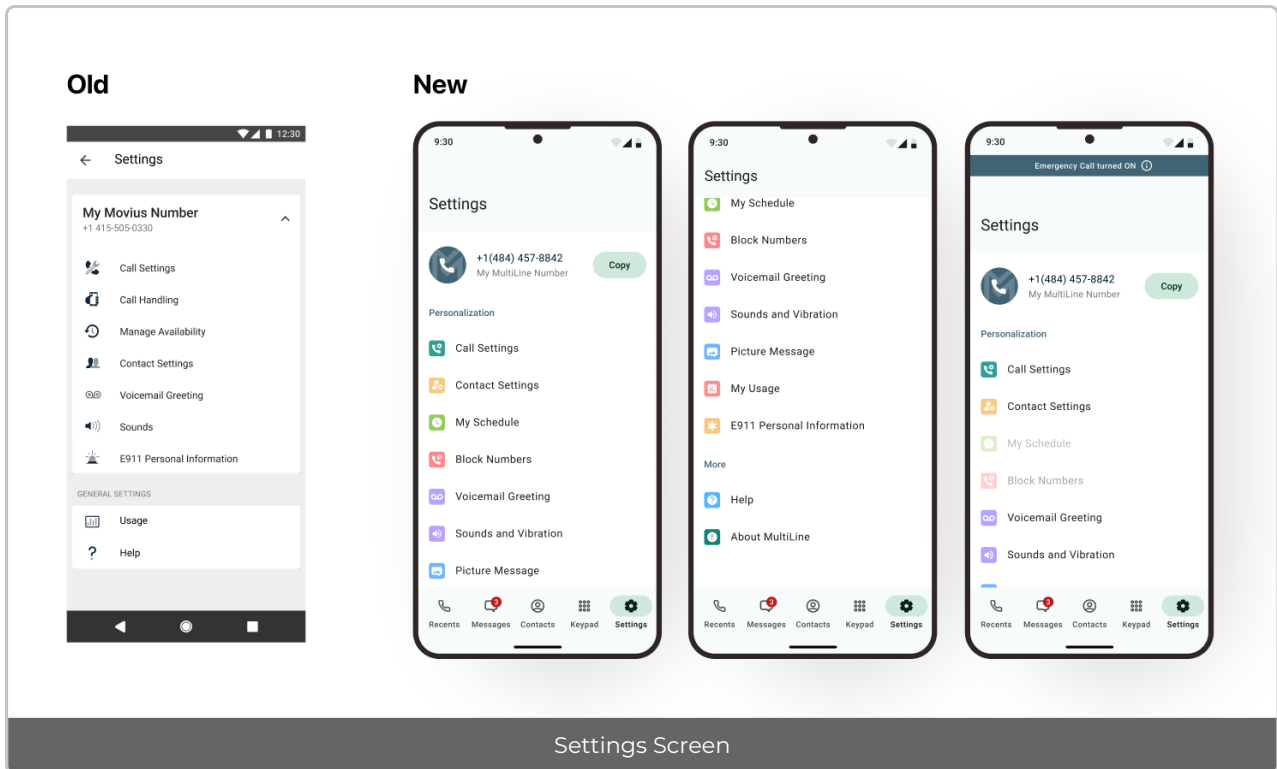 Old
12:30
Settings
My Movius Number
+1 415-505-0330
Call Settings
Call Handling
Manage Availability
Contact Settings
Voicemail Greeting
Sounds
E911 Personal Information
GENERAL SETTINGS
Usage
Help
New
9:30
Settings
+1(484) 457-8842
My MultiLine Number
Copy
Personalization
Call Settings
Contact Settings
My Schedule
Block Numbers
Voicemail Greeting
Sounds and Vibration
Picture Message
3
Recents Messages Contacts Keypad Settings
9:30
Settings
My Schedule
Block Numbers
Voicemail Greeting
Sounds and Vibration
Picture Message
My Usage
E911 Personal Information
More
Help
About MultiLine
3
Recents Messages Contacts Keypad Settings
9:30
Emergency Call turned ON
Settings
+1(484) 457-8842
My MultiLine Number
Copy
Personalization
Call Settings
Contact Settings
My Schedule
Block Numbers
Voicemail Greeting
Sounds and Vibration
3
Recents Messages Contacts Keypad Settings
Settings Screen